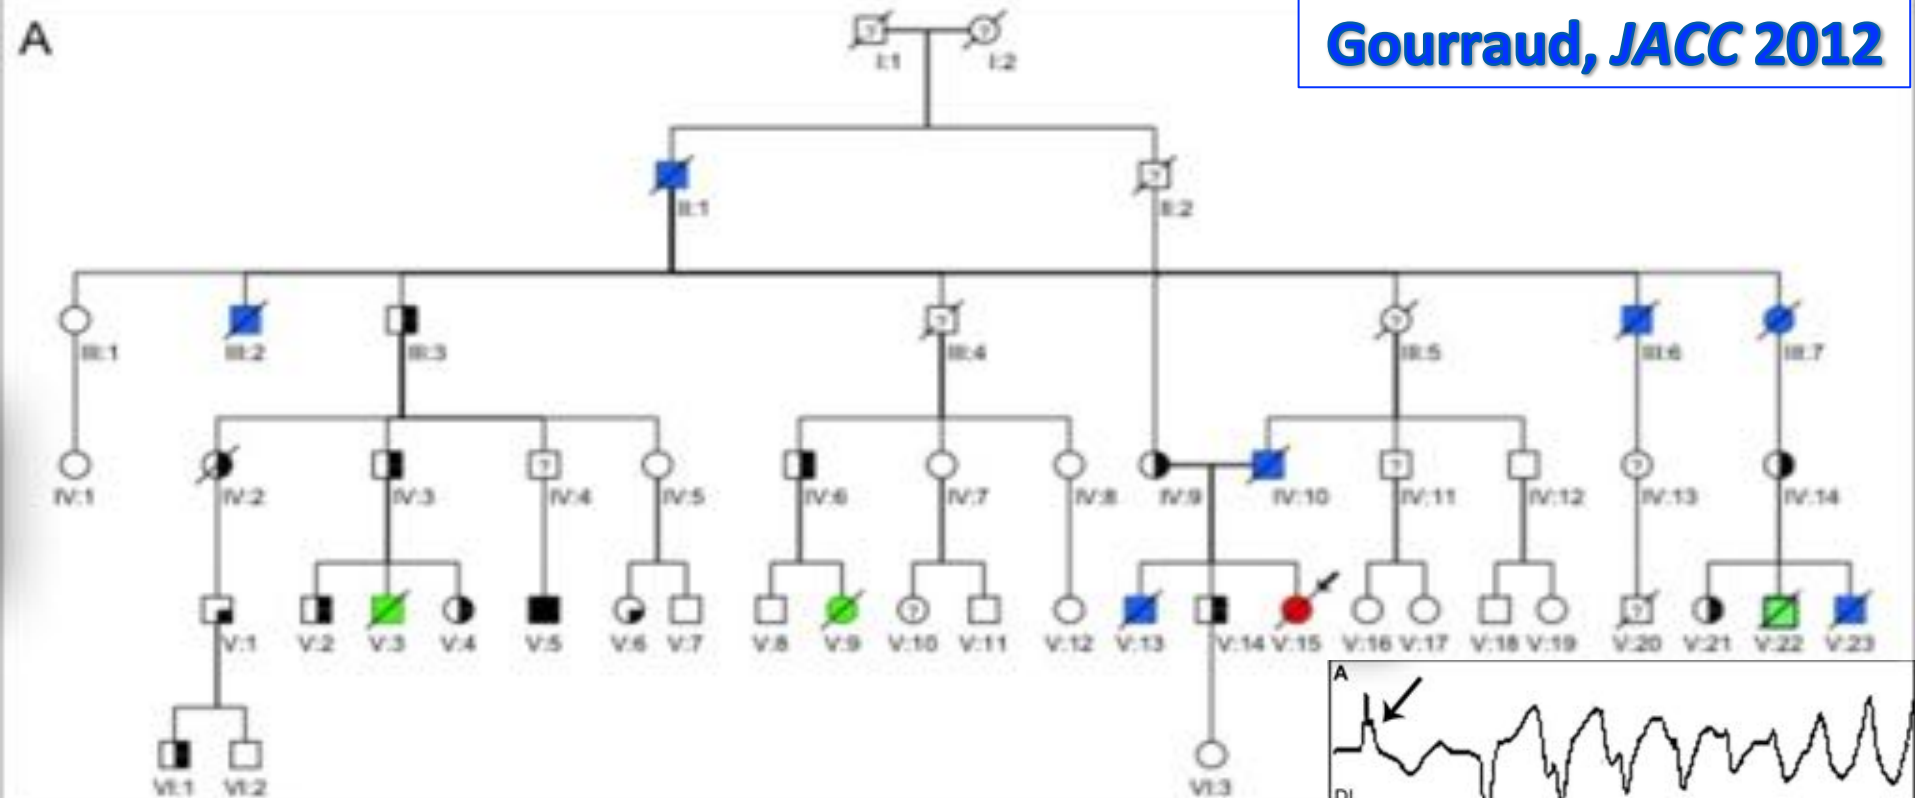 A
Gourraud, JACC 2012
? ?
I:1 I:2
?
II:1 II:2
? ?
III:1 III:2 III:3 III:4 III:5 III:6 III:7
? ? ?
IV:1 IV:2 IV:3 IV:4 IV:5 IV:6 IV:7 IV:8 IV:9 IV:10 IV:11 IV:12 IV:13 IV:14
? ?
V:1 V:2 V:3 V:4 V:5 V:6 V:7 V:8 V:9 V:10 V:11 V:12 V:13 V:14 V:15 V:16 V:17 V:18 V:19 V:20 V:21 V:22 V:23
VI:1 VI:2 VI:3
A